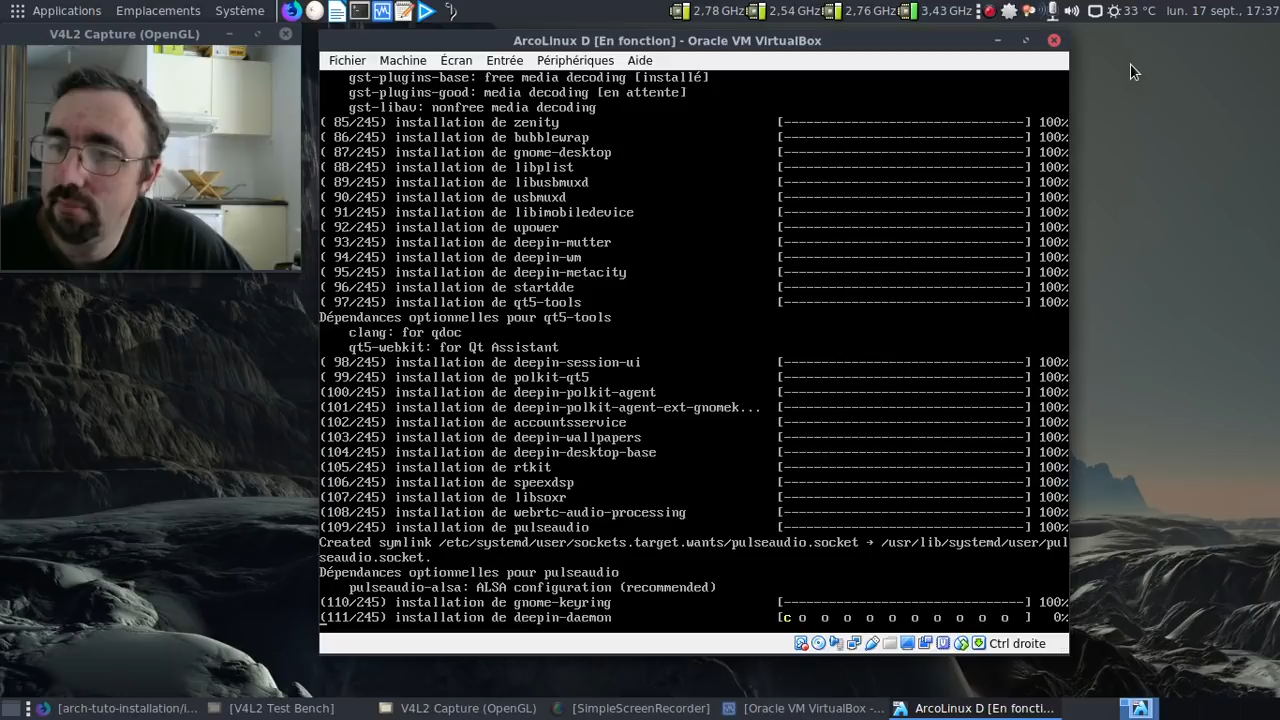 Applications Emplacements Système 2,78 GHz 2,54 GHz 2,76 GHz 3,43 GHz 33 °C lun. 17 sept., 17:37
V4L2 Capture (OpenGL)
ArcoLinux D [En fonction] - Oracle VM VirtualBox
Fichier Machine Écran Entrée Périphériques Aide
gst-plugins-base: free media decoding [installé]
gst-plugins-good: media decoding [en attente]
gst-libav: nonfree media decoding
( 85/245) installation de zenity [--------------------------------] 100%
( 86/245) installation de bubblewrap [--------------------------------] 100%
( 87/245) installation de gnome-desktop [--------------------------------] 100%
( 88/245) installation de libplist [--------------------------------] 100%
( 89/245) installation de libusbmuxd [--------------------------------] 100%
( 90/245) installation de usbmuxd [--------------------------------] 100%
( 91/245) installation de libimobiledevice [--------------------------------] 100%
( 92/245) installation de upower [--------------------------------] 100%
( 93/245) installation de deepin-mutter [--------------------------------] 100%
( 94/245) installation de deepin-wm [--------------------------------] 100%
( 95/245) installation de deepin-metacity [--------------------------------] 100%
( 96/245) installation de startdde [--------------------------------] 100%
( 97/245) installation de qt5-tools [--------------------------------] 100%
Dépendances optionnelles pour qt5-tools
clang: for qdoc
qt5-webkit: for Qt Assistant
( 98/245) installation de deepin-session-ui [--------------------------------] 100%
( 99/245) installation de polkit-qt5 [--------------------------------] 100%
(100/245) installation de deepin-polkit-agent [--------------------------------] 100%
(101/245) installation de deepin-polkit-agent-ext-gnomek... [--------------------------------] 100%
(102/245) installation de accountsservice [--------------------------------] 100%
(103/245) installation de deepin-wallpapers [--------------------------------] 100%
(104/245) installation de deepin-desktop-base [--------------------------------] 100%
(105/245) installation de rtkit [--------------------------------] 100%
(106/245) installation de speexdsp [--------------------------------] 100%
(107/245) installation de libsoxr [--------------------------------] 100%
(108/245) installation de webrtc-audio-processing [--------------------------------] 100%
(109/245) installation de pulseaudio [--------------------------------] 100%
Created symlink /etc/systemd/user/sockets.target.wants/pulseaudio.socket → /usr/lib/systemd/user/pul
seaudio.socket.
Dépendances optionnelles pour pulseaudio
pulseaudio-alsa: ALSA configuration (recommended)
(110/245) installation de gnome-keyring [--------------------------------] 100%
(111/245) installation de deepin-daemon [c o o o o o o o o o o ] 0%
Ctrl droite
[arch-tuto-installation/i... [V4L2 Test Bench] V4L2 Capture (OpenGL) [SimpleScreenRecorder] [Oracle VM VirtualBox -... ArcoLinux D [En foncti...